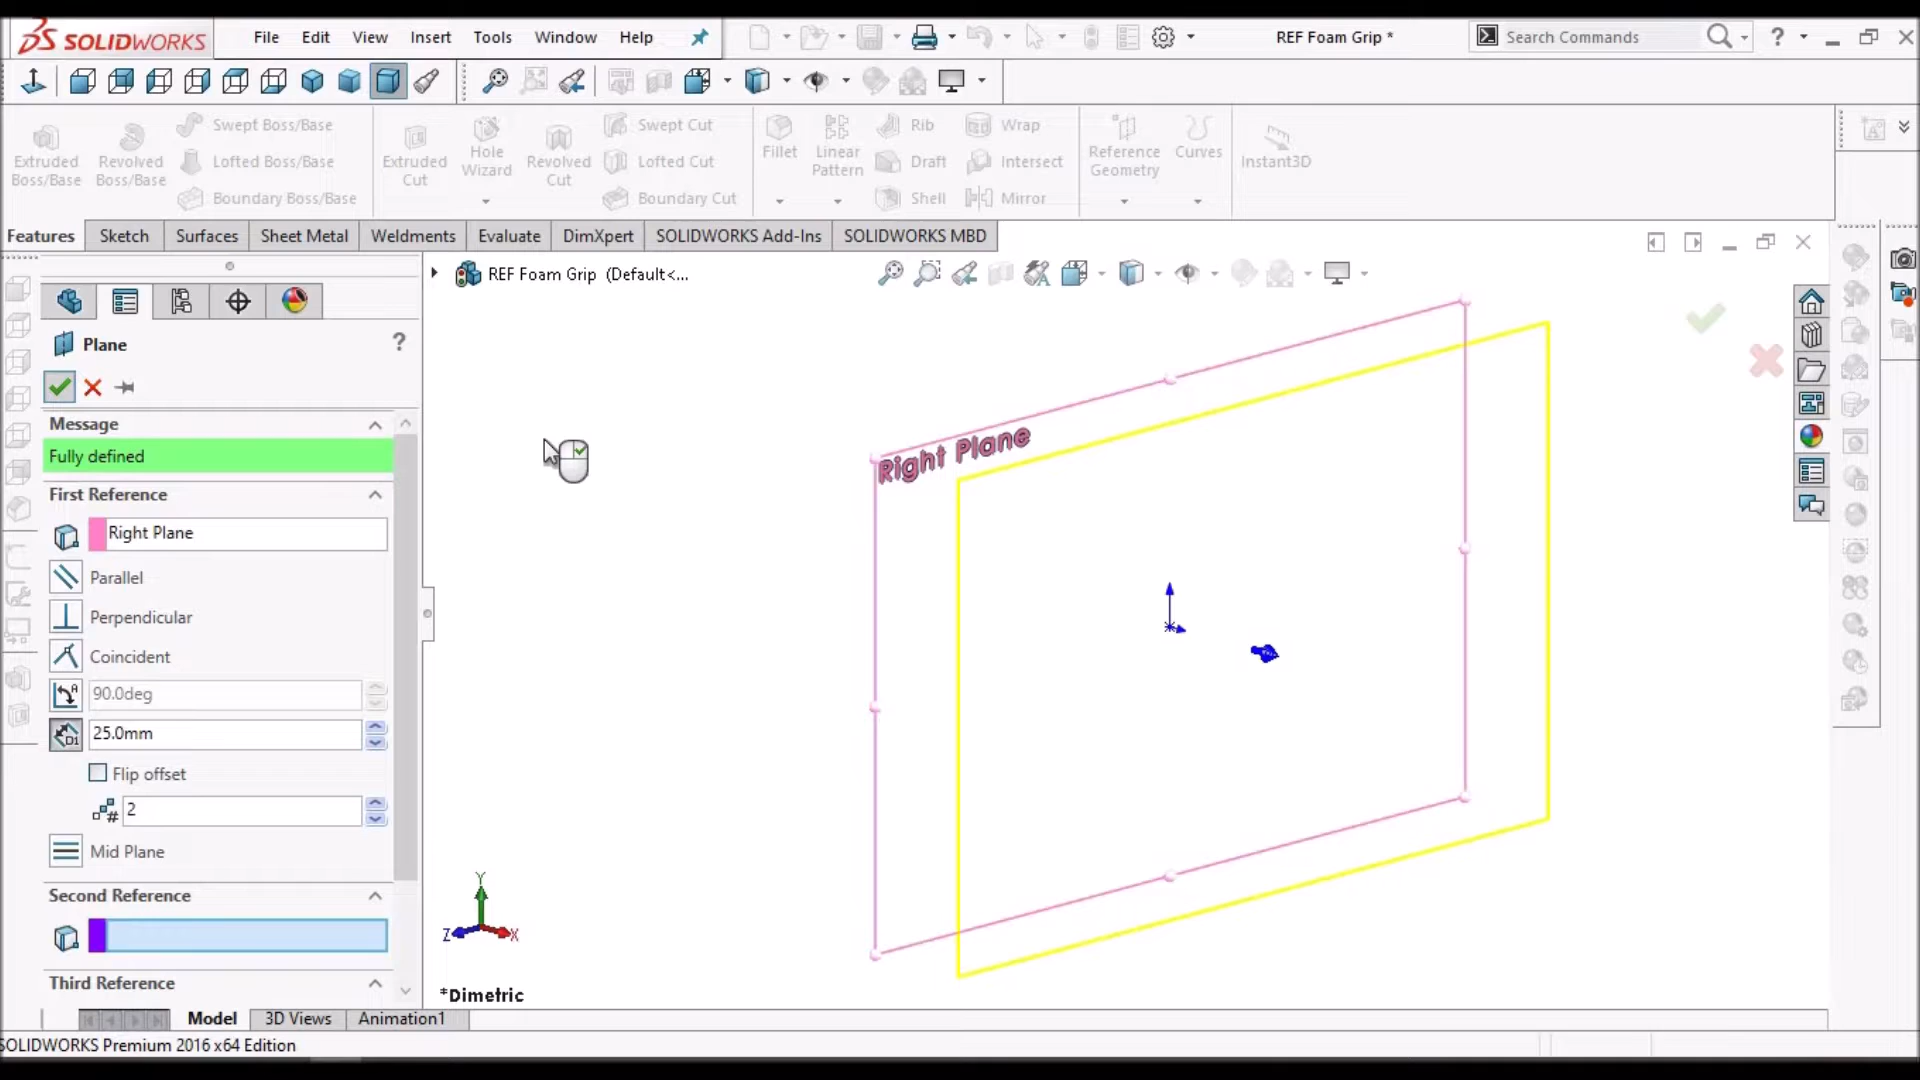 SOLIDWORKS File Edit View Insert Tools Window Help REF Foam Grip * Search Commands ?
Extruded Boss/Base
Revolved Boss/Base
Swept Boss/Base
Lofted Boss/Base
Boundary Boss/Base
Extruded Cut
Hole Wizard
Revolved Cut
Swept Cut
Lofted Cut
Boundary Cut
Fillet
Linear Pattern
Rib
Draft
Shell
Wrap
Intersect
Mirror
Reference Geometry
Curves
Instant3D
Features Sketch Surfaces Sheet Metal Weldments Evaluate DimXpert SOLIDWORKS Add-Ins SOLIDWORKS MBD
REF Foam Grip (Default<...
Plane ?
Message
Fully defined
First Reference
Right Plane
Parallel
Perpendicular
Coincident
90.0deg
25.0mm
Flip offset
# 2
Mid Plane
Second Reference
Third Reference
Right Plane
Y
Z X
*Dimetric
Model 3D Views Animation1
SOLIDWORKS Premium 2016 x64 Edition